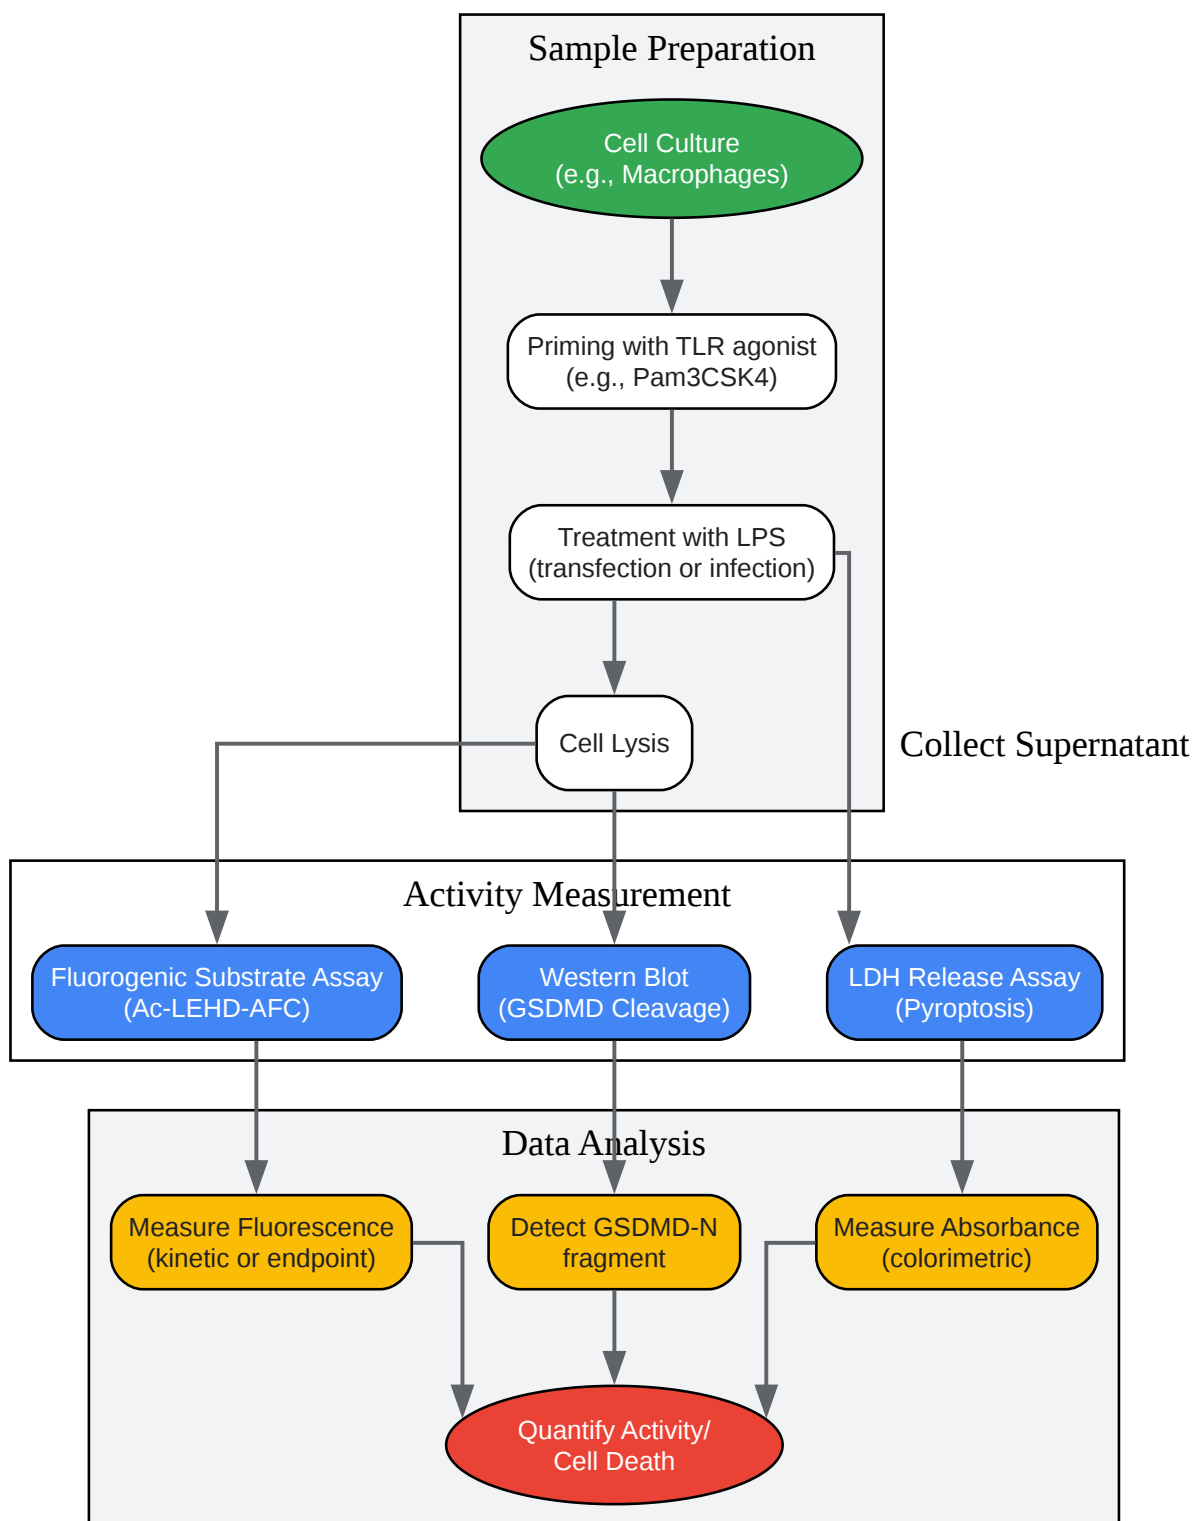 Sample Preparation
Cell Culture
(e.g., Macrophages)
Priming with TLR agonist
(e.g., Pam3CSK4)
Treatment with LPS
(transfection or infection)
Cell Lysis
Collect Supernatant
Activity Measurement
Fluorogenic Substrate Assay
(Ac-LEHD-AFC)
Western Blot
(GSDMD Cleavage)
LDH Release Assay
(Pyroptosis)
Data Analysis
Measure Fluorescence
(kinetic or endpoint)
Detect GSDMD-N
fragment
Measure Absorbance
(colorimetric)
Quantify Activity/
Cell Death